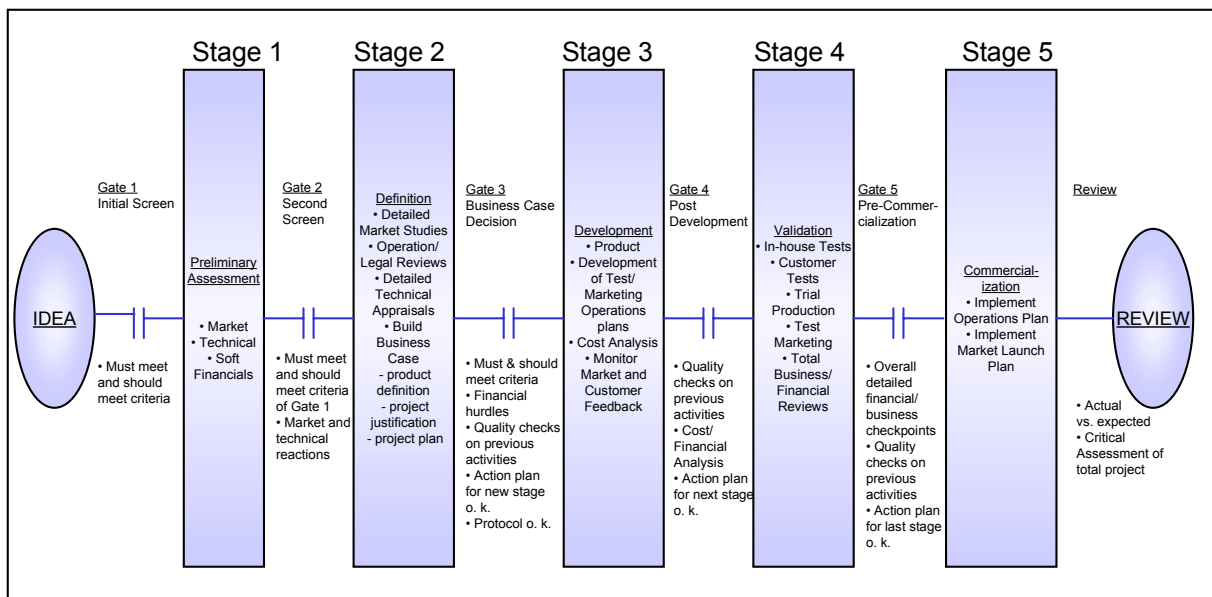 Stage 1
Stage 2
Stage 3
Stage 4
Stage 5
IDEA
Gate 1
Initial Screen
• Must meet
and should
meet criteria
Preliminary
Assessment
• Market
• Technical
• Soft
Financials
Gate 2
Second
Screen
• Must meet
and should
meet criteria
of Gate 1
• Market and
technical
reactions
Definition
• Detailed
Market Studies
• Operation/
Legal Reviews
• Detailed
Technical
Appraisals
• Build
Business
Case
- product
definition
- project
justification
- project plan
Gate 3
Business Case
Decision
• Must & should
meet criteria
• Financial
hurdles
• Quality checks
on previous
activities
• Action plan
for new stage
o. k.
• Protocol o. k.
Development
• Product
• Development
of Test/
Marketing
Operations plans
• Cost Analysis
• Monitor
Market and
Customer
Feedback
Gate 4
Post
Development
• Quality
checks on
previous
activities
• Cost/
Financial
Analysis
• Action plan
for next stage
o. k.
Validation
• In-house Tests
• Customer
Tests
• Trial
Production
• Test
Marketing
• Total
Business/
Financial
Reviews
Gate 5
Pre-Commer-
cialization
• Overall
detailed
financial/
business
checkpoints
• Quality
checks on
previous
activities
• Action plan
for last stage
o. k.
Commercial-
ization
• Implement
Operations Plan
• Implement
Market Launch
Plan
Review
REVIEW
• Actual
vs. expected
• Critical
Assessment of
total project